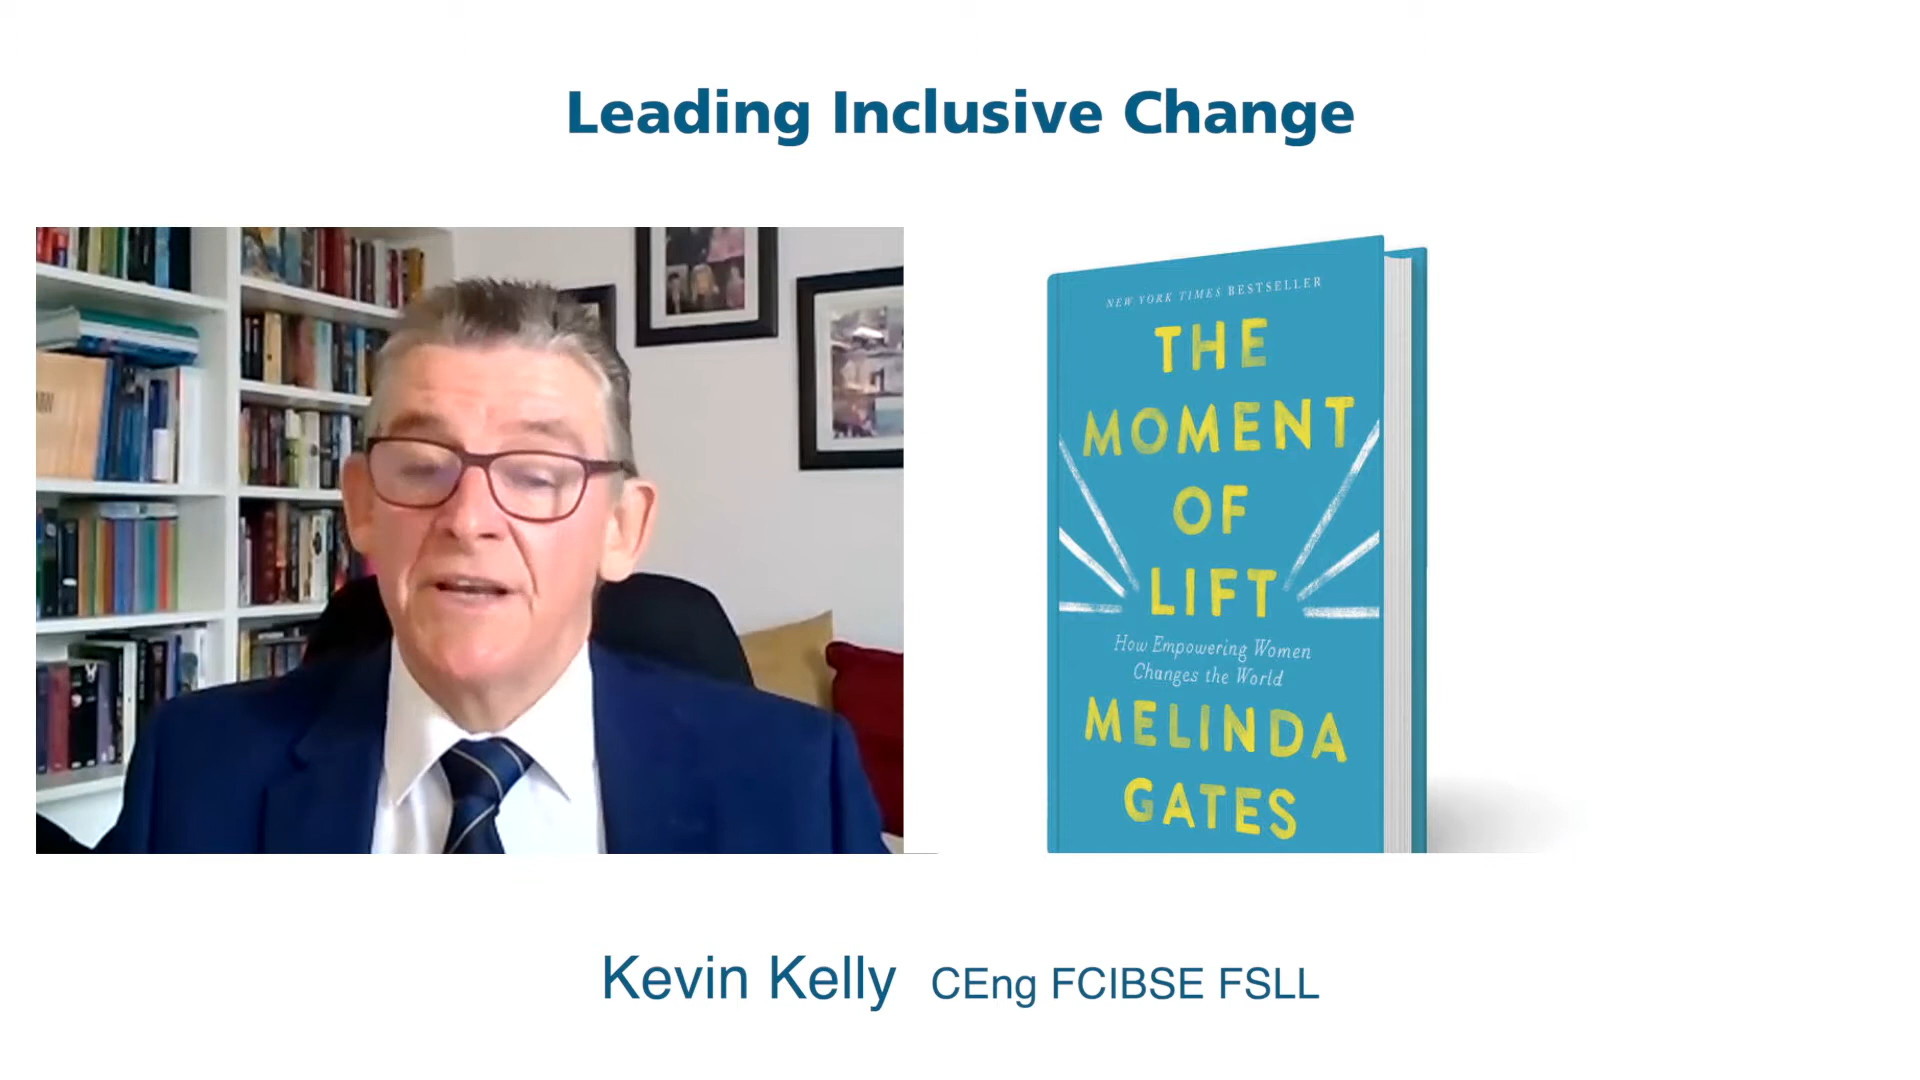 Leading Inclusive Change
NEW YORK TIMES BESTSELLER
THE
MOMENT
OF
LIFT
How Empowering Women
Changes the World
MELINDA
GATES
Kevin Kelly CEng FCIBSE FSLL